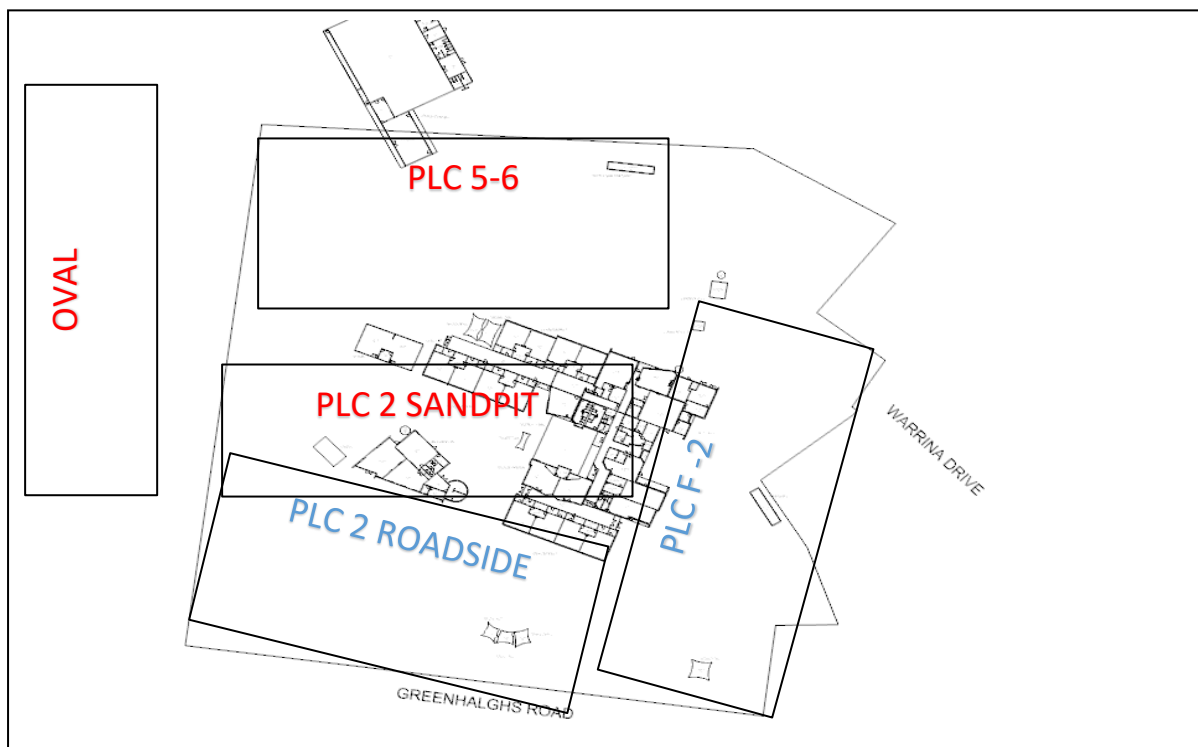 PLC 5-6
OVAL
PLC 2 SANDPIT
PLC F -2
WARRINA DRIVE
PLC 2 ROADSIDE
GREENHALGHS ROAD